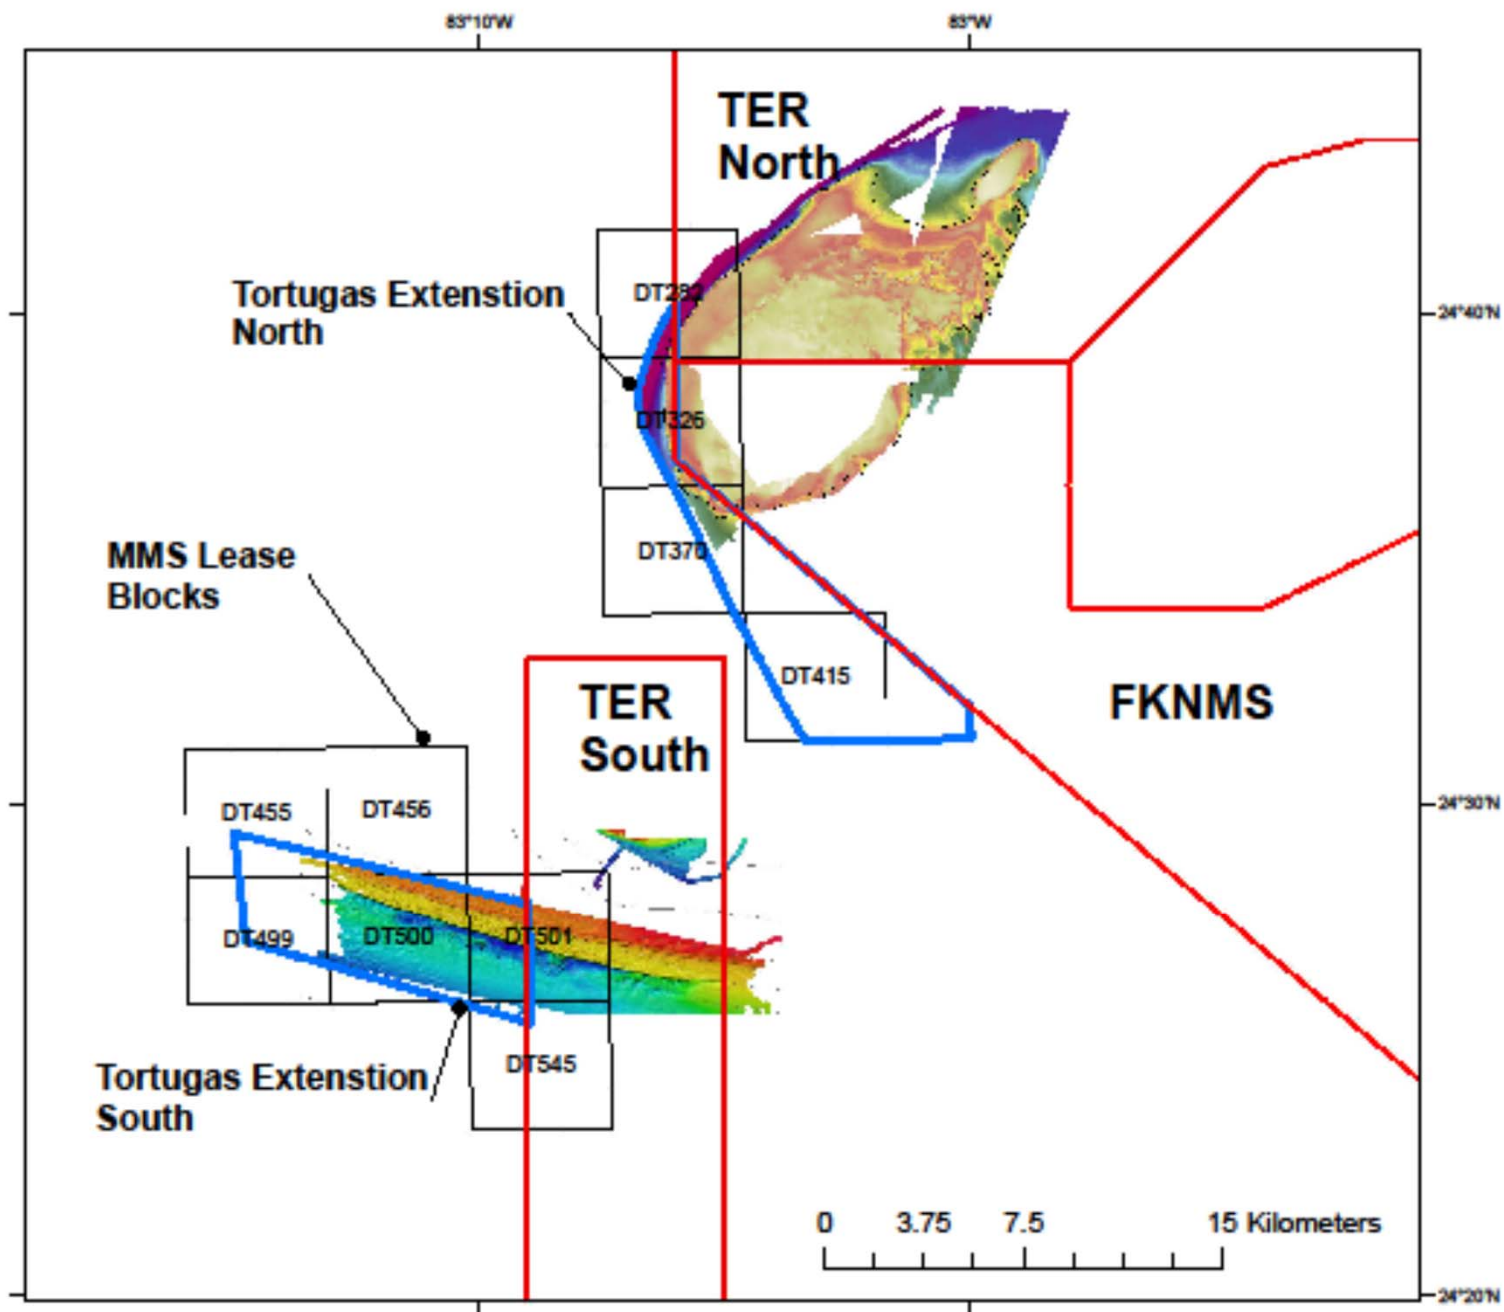 83°10'W
83°W
TER
North
DT282
Tortugas Extenstion
North
24°40'N
DT326
MMS Lease
Blocks
DT370
DT415
TER
South
FKNMS
DT455
DT456
24°30'N
DT499
DT500
DT501
Tortugas Extenstion
South
DT545
0 3.75 7.5 15 Kilometers
24°20'N